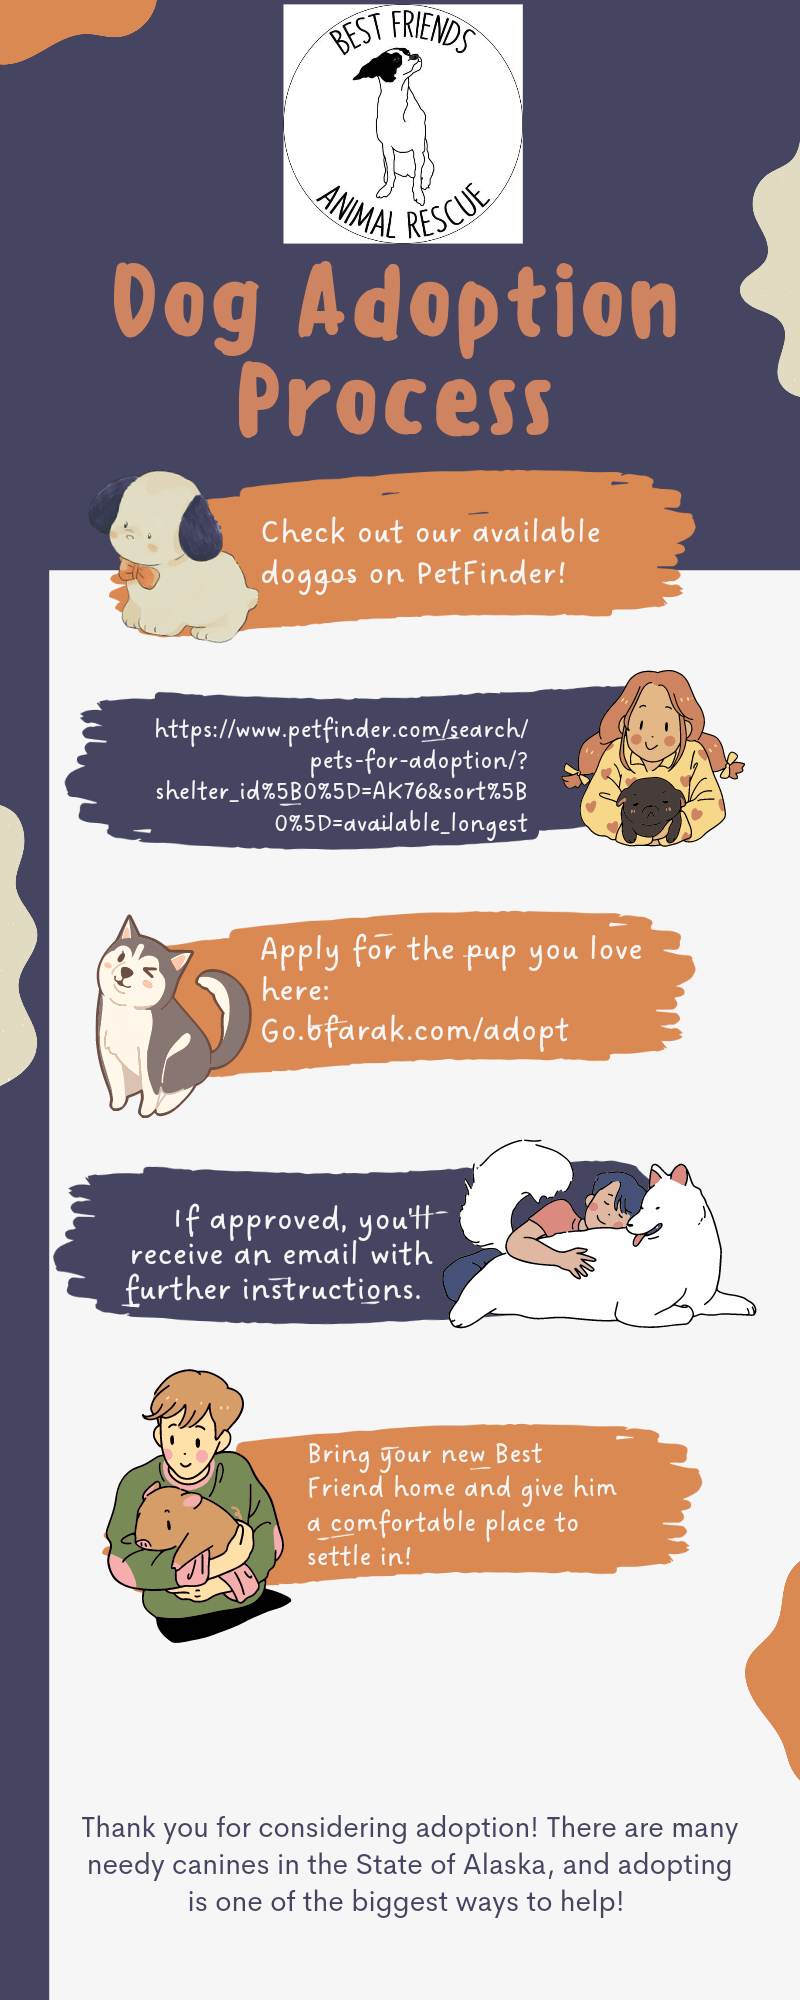 BEST FRIENDS
ANIMAL RESCUE
Dog Adoption
Process
Check out our available
doggos on PetFinder!
https://www.petfinder.com/search/
pets-for-adoption/?
shelter_id%5B0%5D=AK76&sort%5B
0%5D=available_longest
Apply for the pup you love
here:
Go.bfarak.com/adopt
If approved, you'll
receive an email with
further instructions.
Bring your new Best
Friend home and give him
a comfortable place to
settle in!
Thank you for considering adoption! There are many
needy canines in the State of Alaska, and adopting
is one of the biggest ways to help!